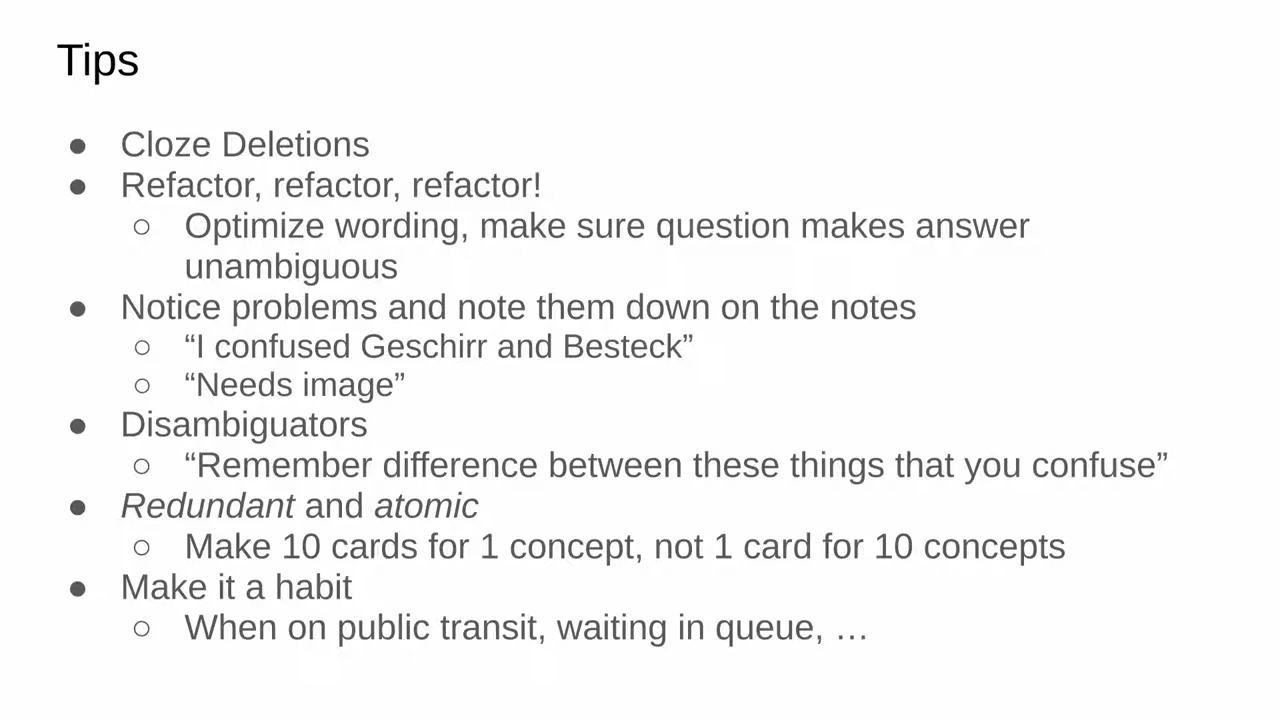 Tips
● Cloze Deletions
● Refactor, refactor, refactor!
○ Optimize wording, make sure question makes answer
unambiguous
● Notice problems and note them down on the notes
○ “I confused Geschirr and Besteck”
○ “Needs image”
● Disambiguators
○ “Remember difference between these things that you confuse”
● Redundant and atomic
○ Make 10 cards for 1 concept, not 1 card for 10 concepts
● Make it a habit
○ When on public transit, waiting in queue, …